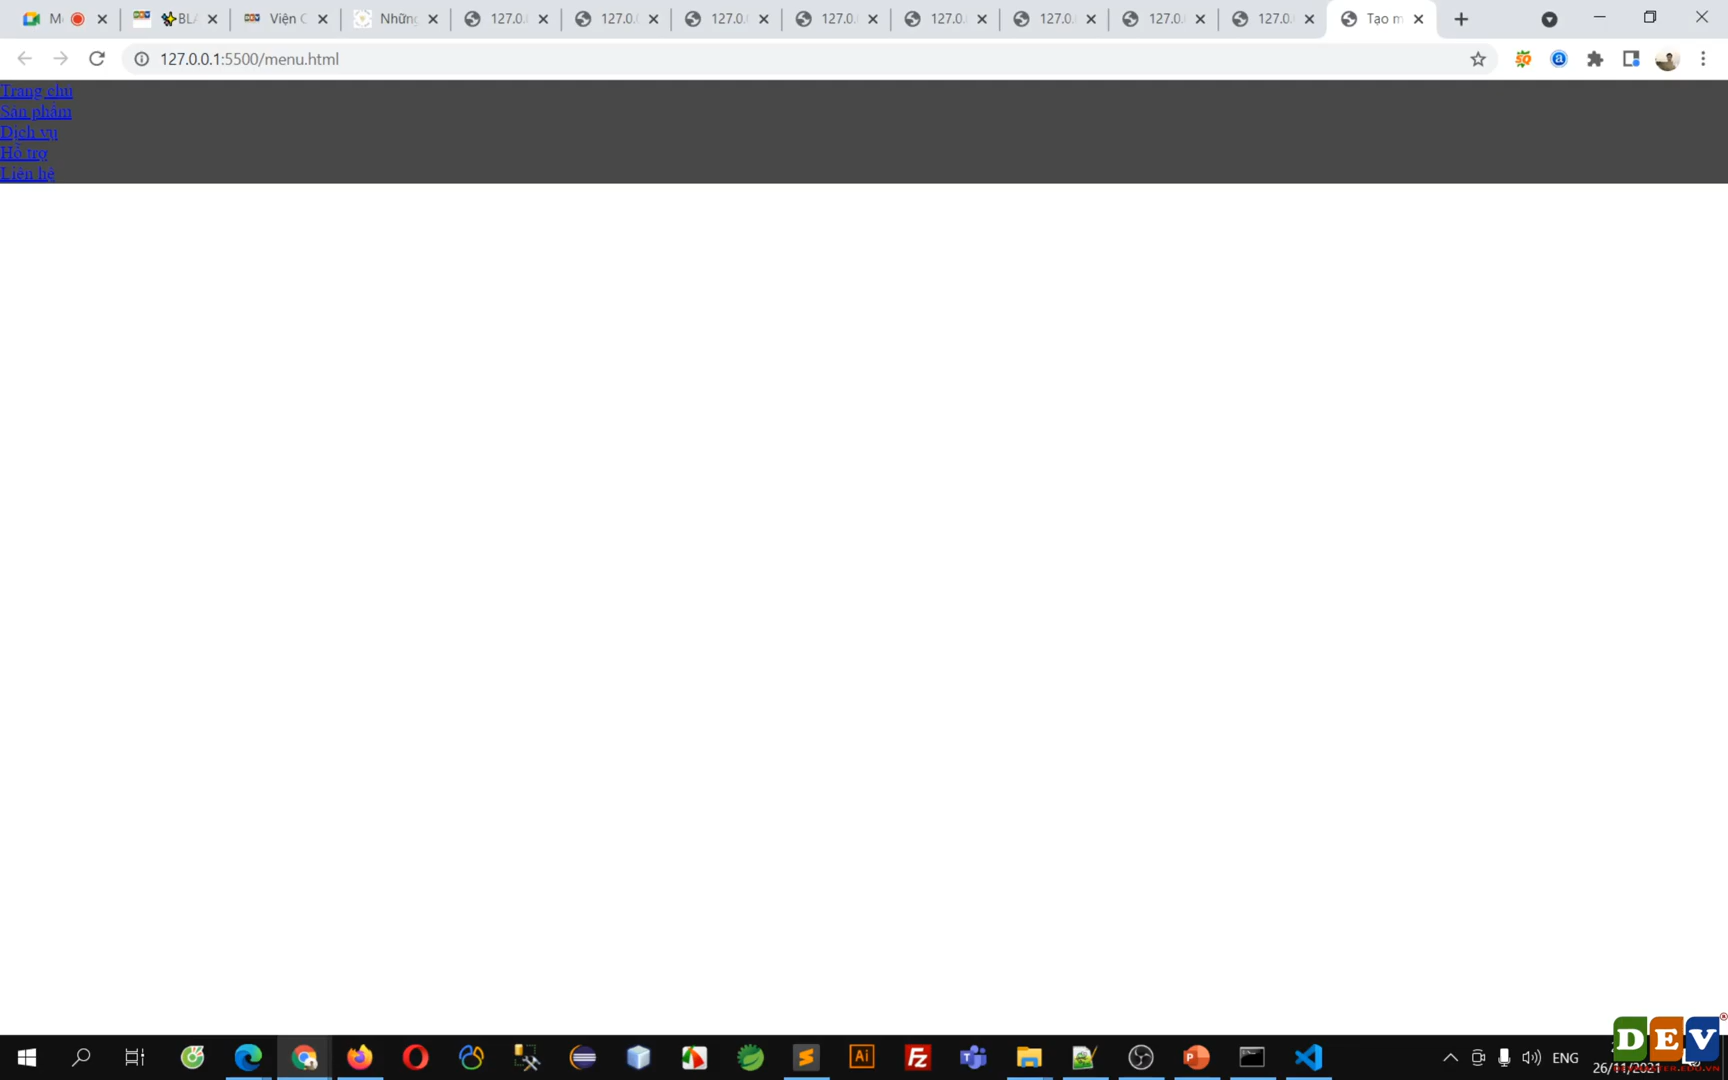 BLA
Viện C
Những
127.0.
127.0.
127.0.
127.0.
127.0.
127.0.
127.0.
127.0.
Tạo m
127.0.0.1:5500/menu.html
Trang chủ
Sản phẩm
Dịch vụ
Hỗ trợ
Liên hệ
Ai
ENG
26/11/2021
DEV